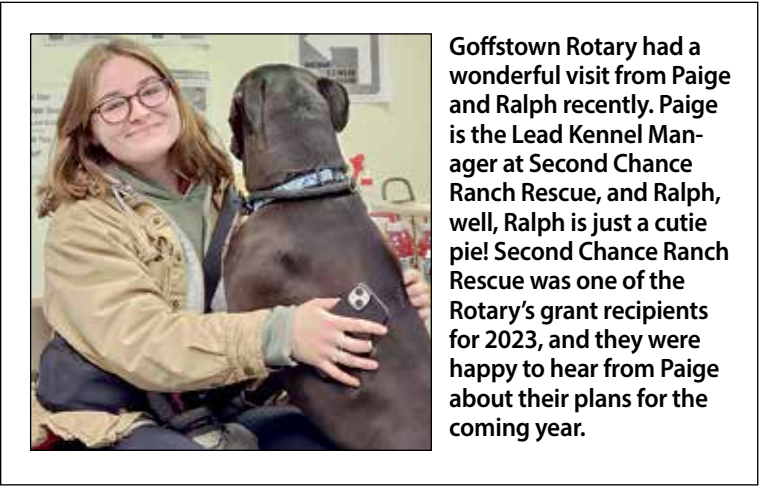 Goffstown Rotary had a
wonderful visit from Paige
and Ralph recently. Paige
is the Lead Kennel Man-
ager at Second Chance
Ranch Rescue, and Ralph,
well, Ralph is just a cutie
pie! Second Chance Ranch
Rescue was one of the
Rotary's grant recipients
for 2023, and they were
happy to hear from Paige
about their plans for the
coming year.